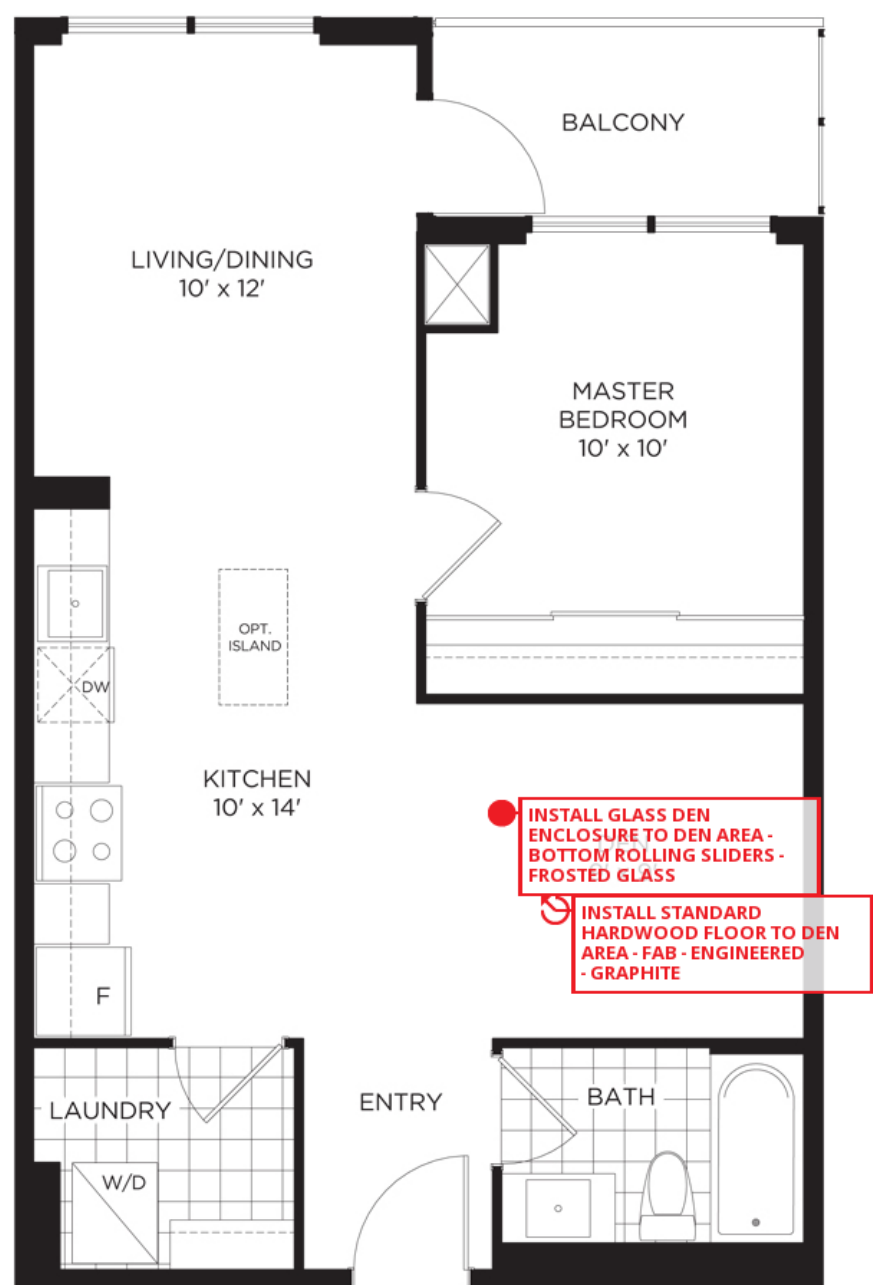 BALCONY
LIVING/DINING
10' x 12'
MASTER
BEDROOM
10' x 10'
OPT.
ISLAND
DW
KITCHEN
10' x 14'
INSTALL GLASS DEN
ENCLOSURE TO DEN AREA -
BOTTOM ROLLING SLIDERS -
FROSTED GLASS
DEN
INSTALL STANDARD
HARDWOOD FLOOR TO DEN
AREA - FAB - ENGINEERED
- GRAPHITE
F
LAUNDRY
ENTRY
BATH
W/D